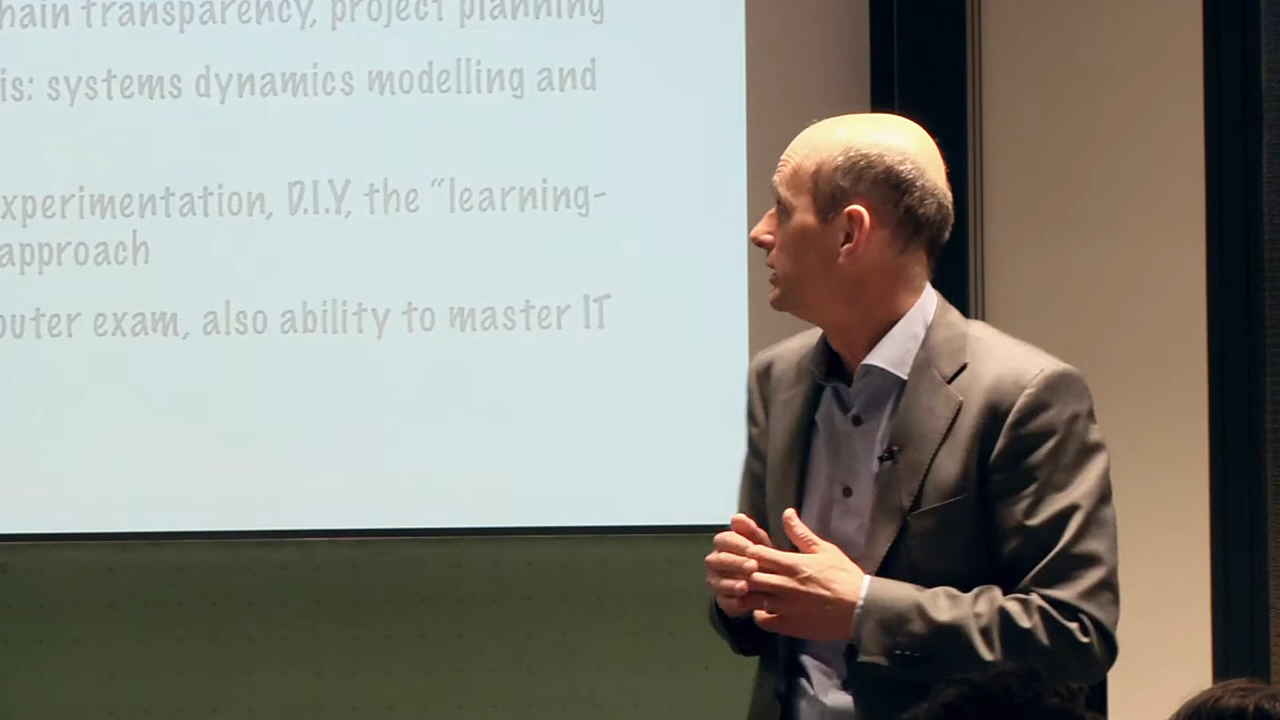 hain transparency, project planning
is: systems dynamics modelling and
xperimentation, D.I.Y, the “learning-
approach
outer exam, also ability to master IT